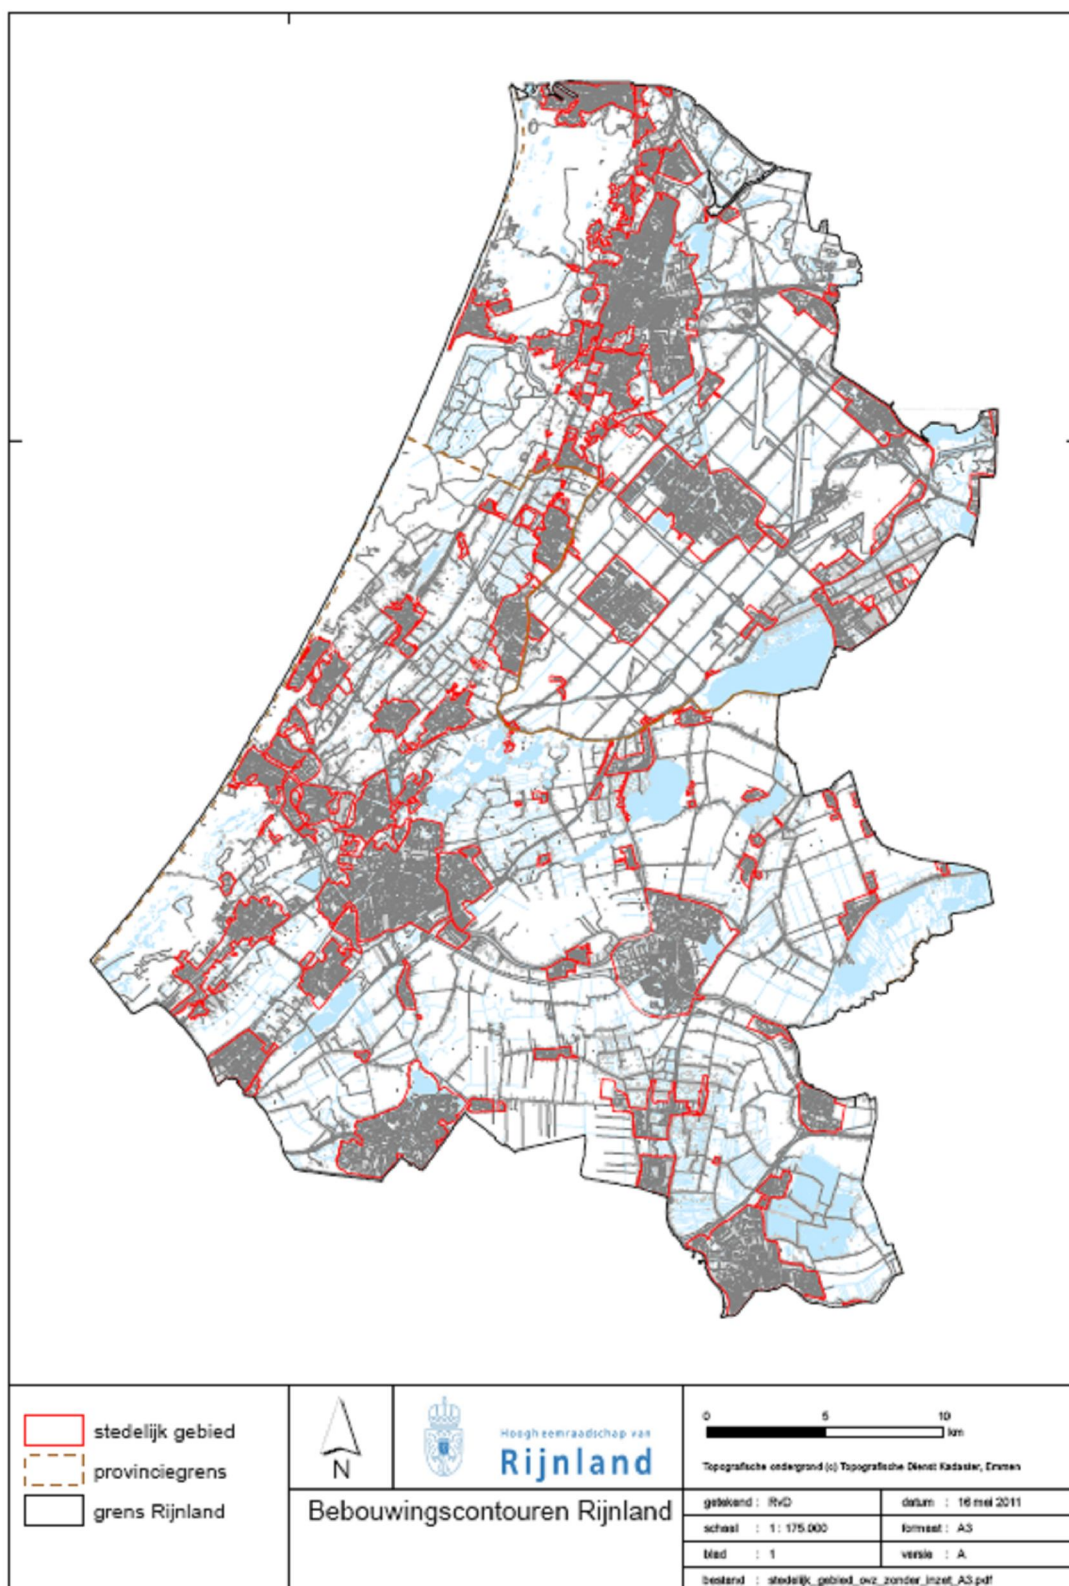 stedelijk gebied
provinciegrens
grens Rijnland
N
Hoogheemraadschap van
Rijnland
Bebouwingscontouren Rijnland
0 5 10
km
Topografische ondergrond (c) Topografische Dienst Kadaster, Emmen
getekend : RvD
datum : 16 mei 2011
schaal : 1: 175.000
formaat : A3
blad : 1
versie : A
bestand : stedelijk_gebied_ovz_zonder_inzet_A3.pdf